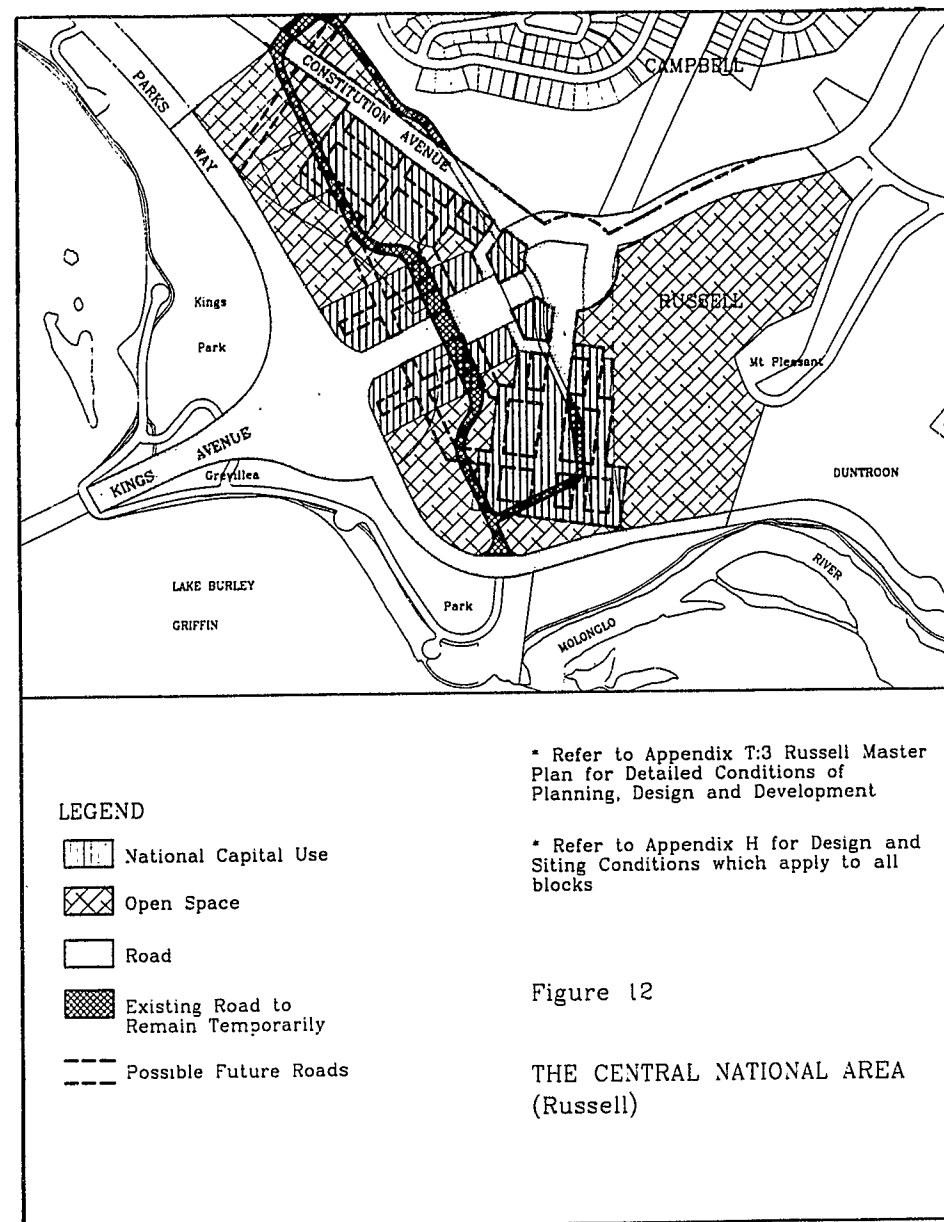 CAMPBELL
CONSTITUTION AVENUE
PARKS WAY
RUSSELL
Kings
Park
Mt Pleasant
KINGS AVENUE
Grevillea
DUNTROON
LAKE BURLEY
GRIFFIN
Park
MOLONGLO RIVER
LEGEND
National Capital Use
Open Space
Road
Existing Road to
Remain Temporarily
Possible Future Roads
* Refer to Appendix T:3 Russell Master
Plan for Detailed Conditions of
Planning, Design and Development
* Refer to Appendix H for Design and
Siting Conditions which apply to all
blocks
Figure 12
THE CENTRAL NATIONAL AREA
(Russell)